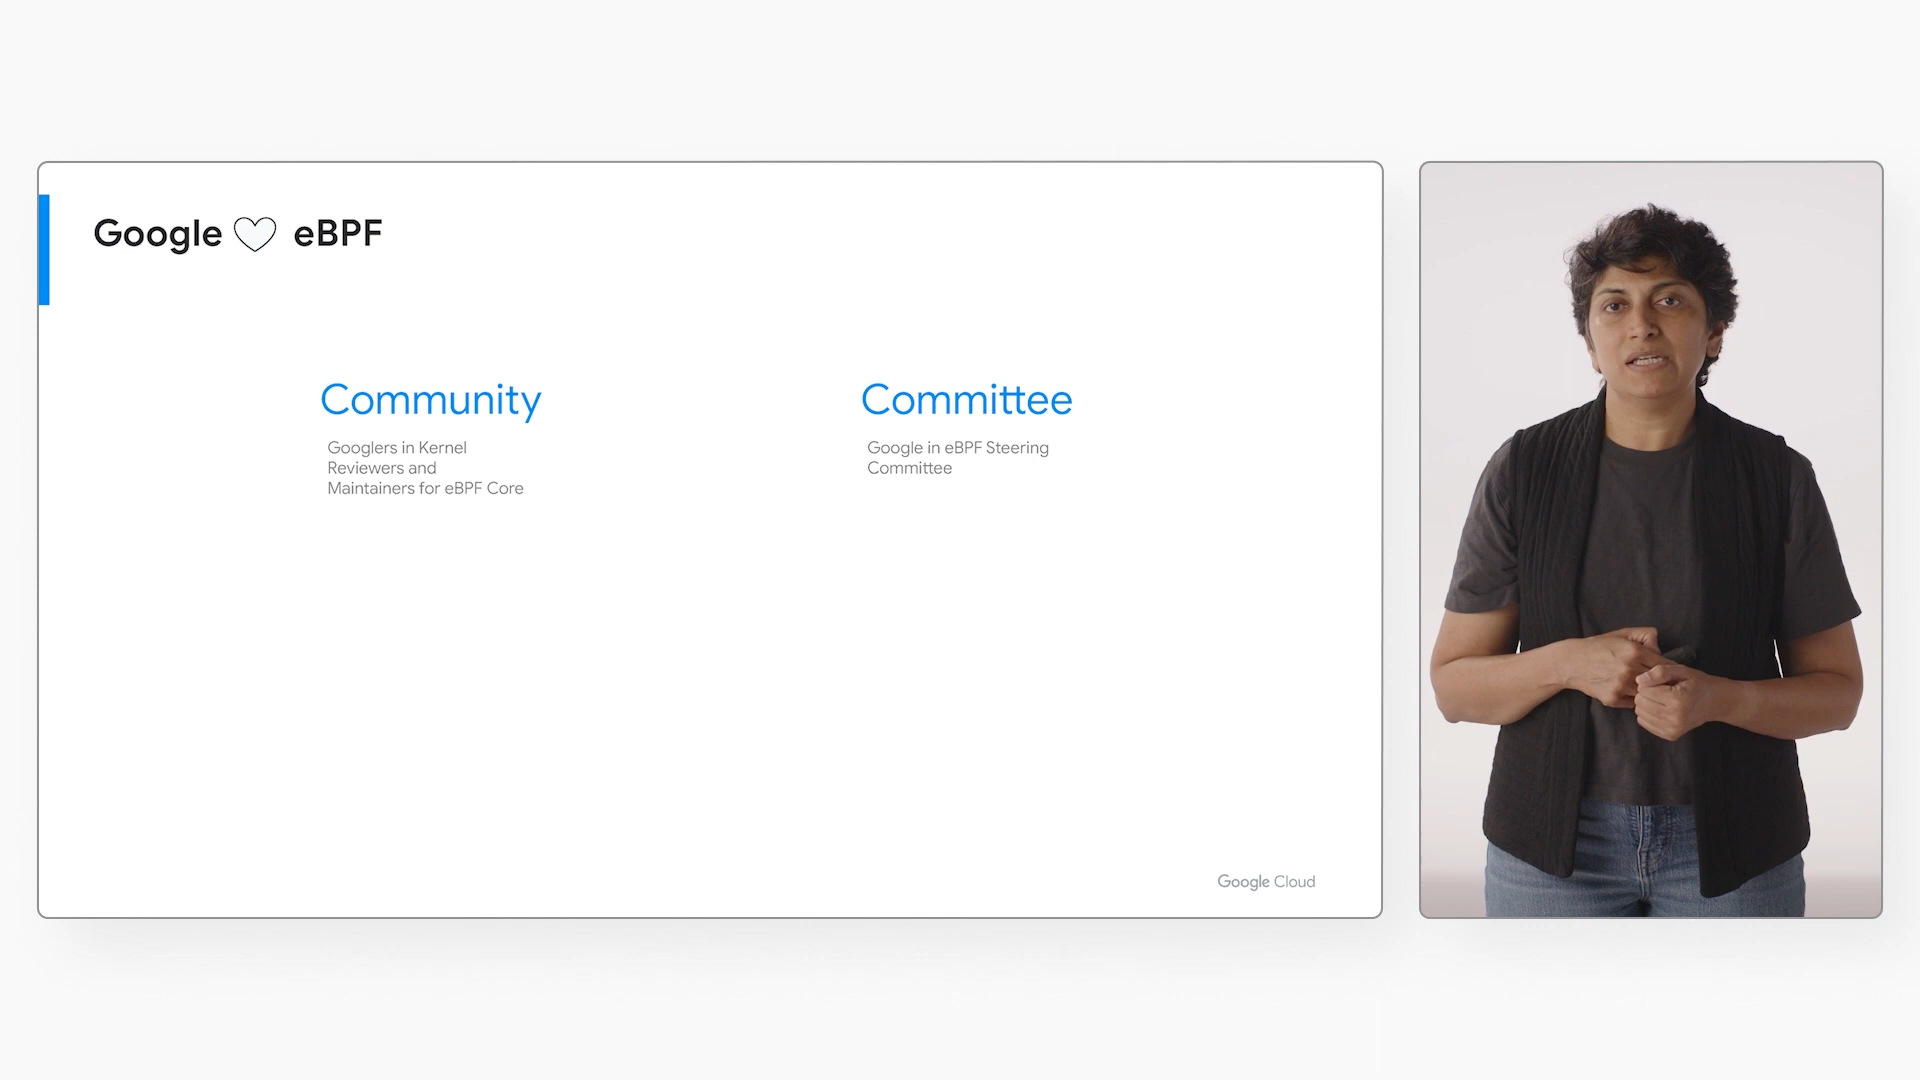 Google ♡ eBPF
Community
Googlers in Kernel
Reviewers and
Maintainers for eBPF Core
Committee
Google in eBPF Steering
Committee
Google Cloud